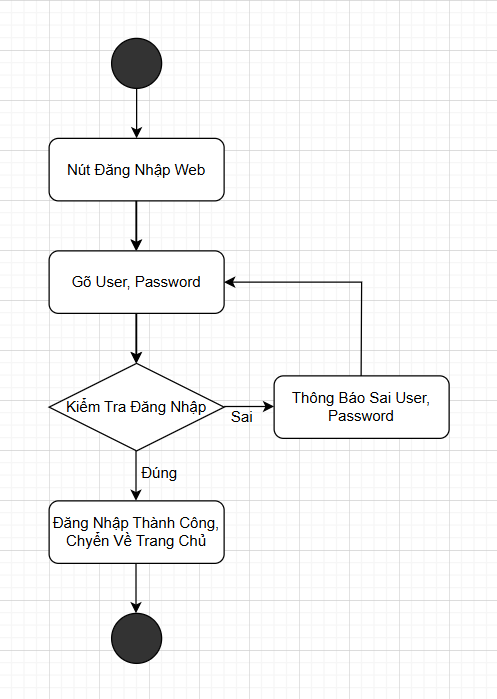 Nút Đăng Nhập Web
Gõ User, Password
Kiểm Tra Đăng Nhập
Sai
Thông Báo Sai User,
Password
Đúng
Đăng Nhập Thành Công,
Chyển Về Trang Chủ